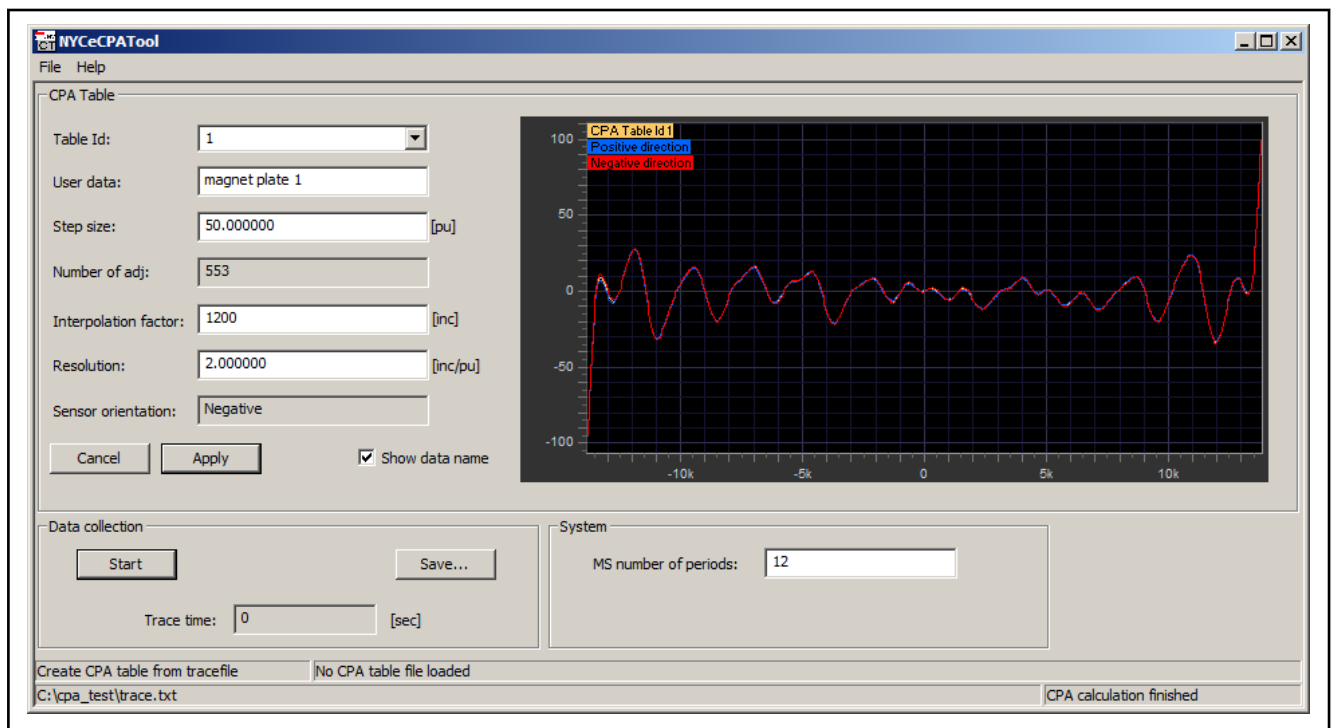 NYCeCPATool
File Help
CPA Table
Table Id: 1
User data: magnet plate 1
Step size: 50.000000 [pu]
Number of adj: 553
Interpolation factor: 1200 [inc]
Resolution: 2.000000 [inc/pu]
Sensor orientation: Negative
Cancel Apply Show data name
CPA Table Id 1
Positive direction
Negative direction
100
50
0
-50
-100
-10k -5k 0 5k 10k
Data collection
Start Save...
Trace time: 0 [sec]
System
MS number of periods: 12
Create CPA table from tracefile No CPA table file loaded
C:\cpa_test\trace.txt CPA calculation finished